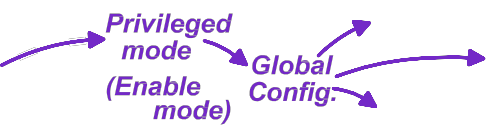 Privileged
mode
(Enable
mode)
Global
Config.